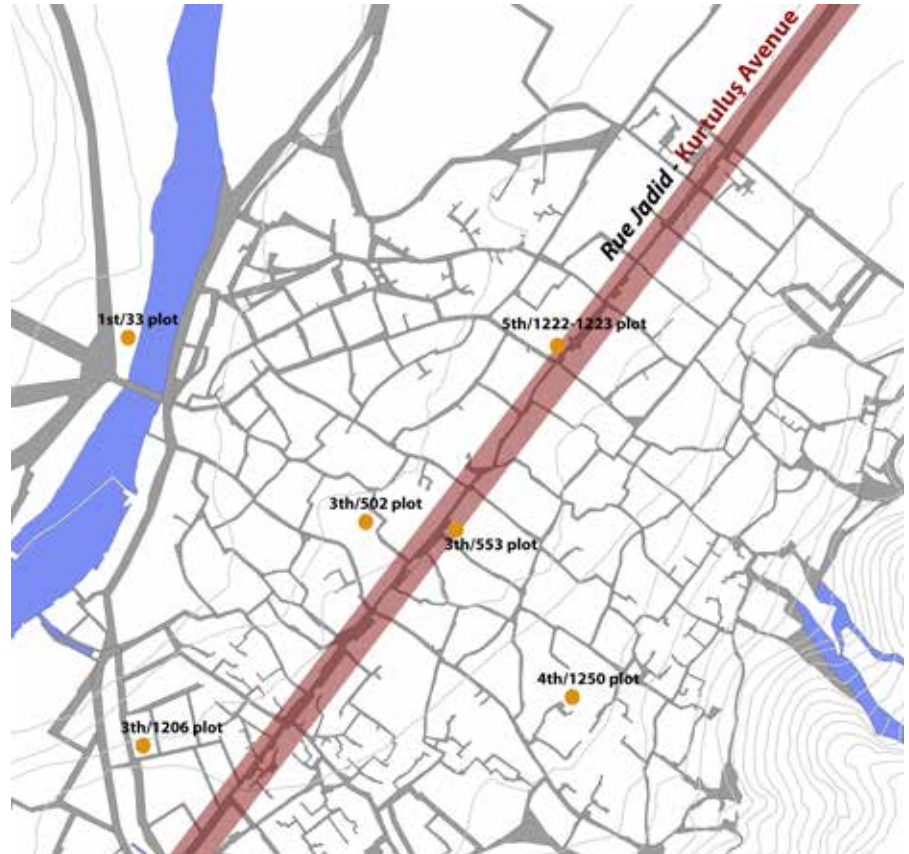 Rue Jadid - Kurtuluş Avenue
1st/33 plot
5th/1222-1223 plot
3th/502 plot
3th/553 plot
4th/1250 plot
3th/1206 plot